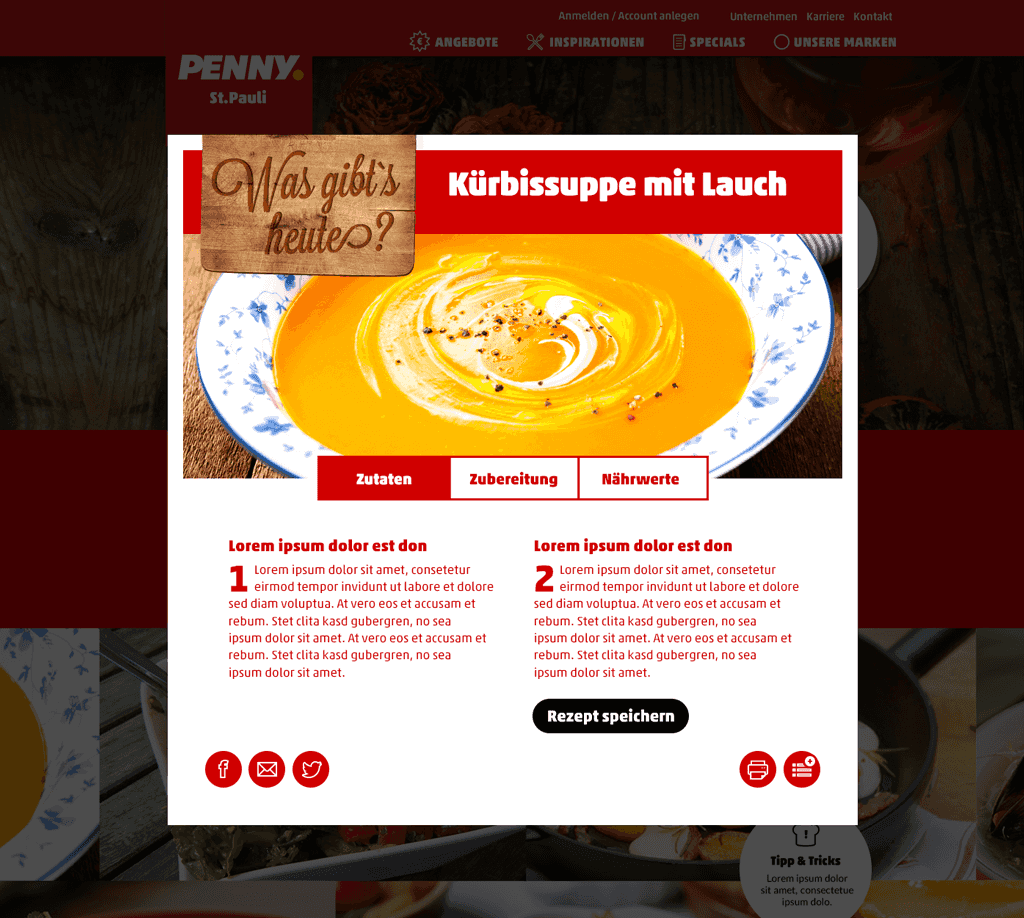 Anmelden / Account anlegen Unternehmen Karriere Kontakt
ANGEBOTE INSPIRATIONEN SPECIALS UNSERE MARKEN
PENNY.
St.Pauli
Was gibt`s
heute?
Kürbissuppe mit Lauch
Zutaten Zubereitung Nährwerte
Lorem ipsum dolor est don
1 Lorem ipsum dolor sit amet, consetetur
eirmod tempor invidunt ut labore et dolore
sed diam voluptua. At vero eos et accusam et
rebum. Stet clita kasd gubergren, no sea
ipsum dolor sit amet. At vero eos et accusam et
rebum. Stet clita kasd gubergren, no sea
ipsum dolor sit amet.
Lorem ipsum dolor est don
2 Lorem ipsum dolor sit amet, consetetur
eirmod tempor invidunt ut labore et dolore
sed diam voluptua. At vero eos et accusam et
rebum. Stet clita kasd gubergren, no sea
ipsum dolor sit amet. At vero eos et accusam et
rebum. Stet clita kasd gubergren, no sea
ipsum dolor sit amet.
Rezept speichern
Tipp & Tricks
Lorem ipsum dolor
sit amet, consectetue
ipsum dolo.